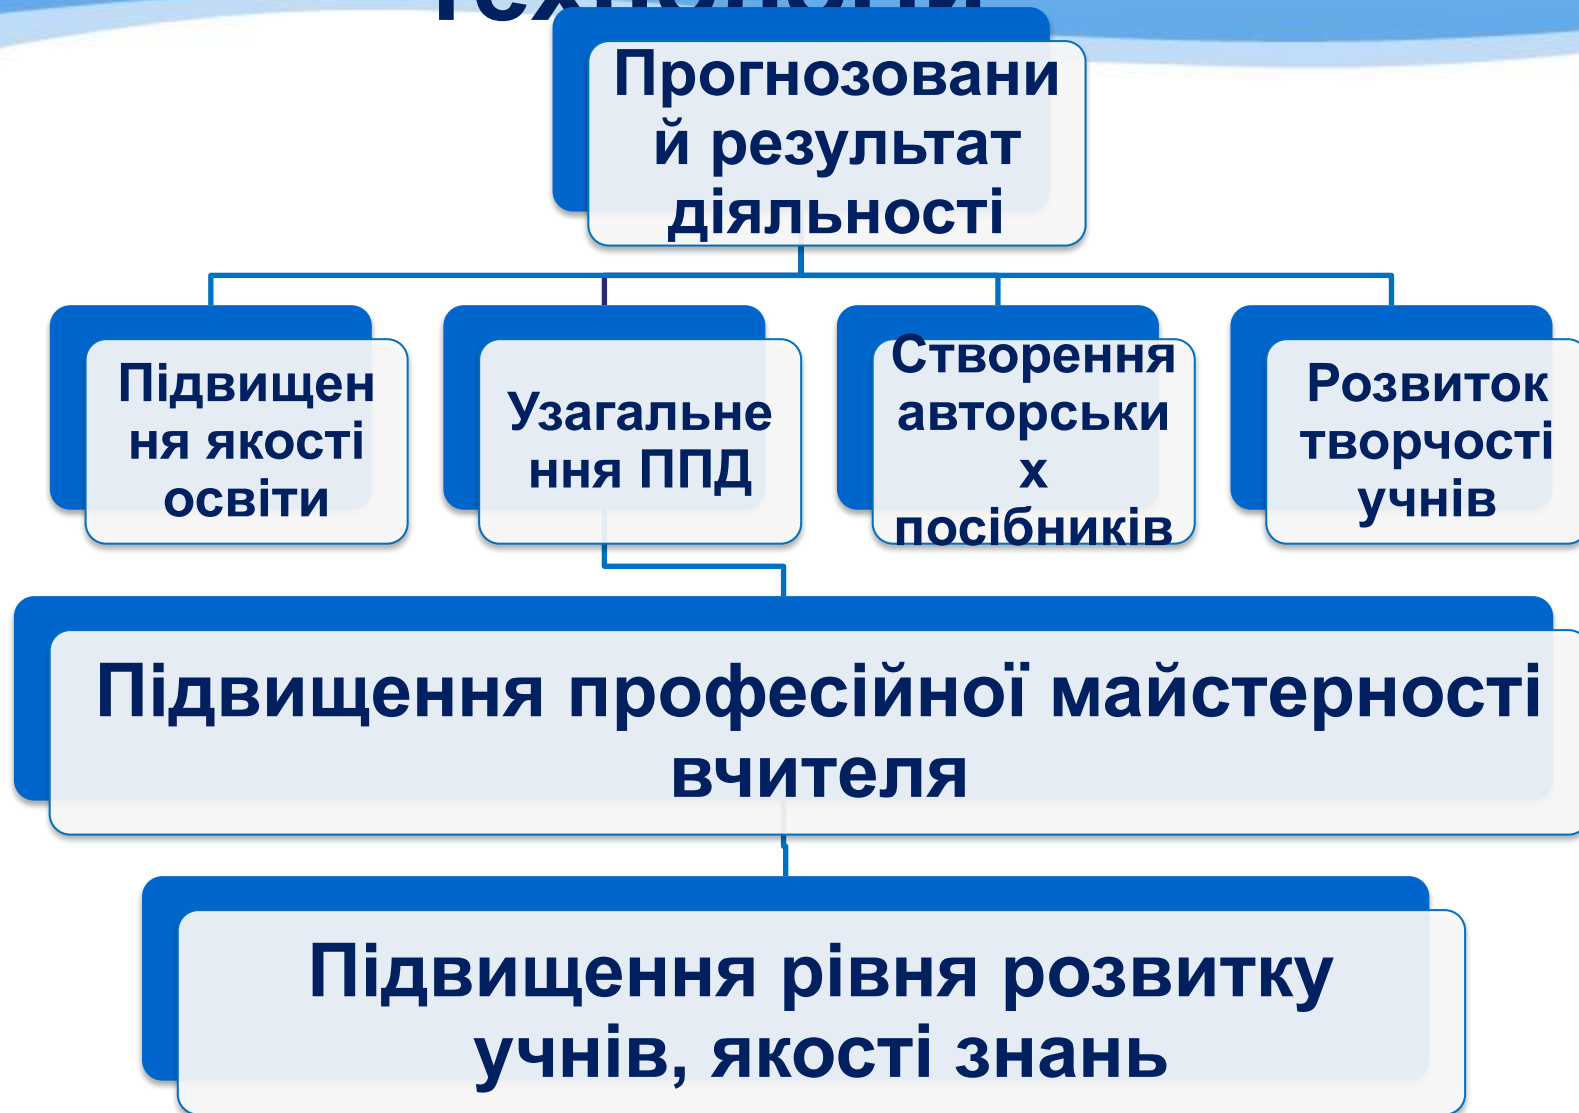 Прогнозовани
й результат
діяльності
Підвищен
ня якості
освіти
Узагальне
ння ППД
Створення
авторськи
х
посібників
Розвиток
творчості
учнів
Підвищення професійної майстерності
вчителя
Підвищення рівня розвитку
учнів, якості знань